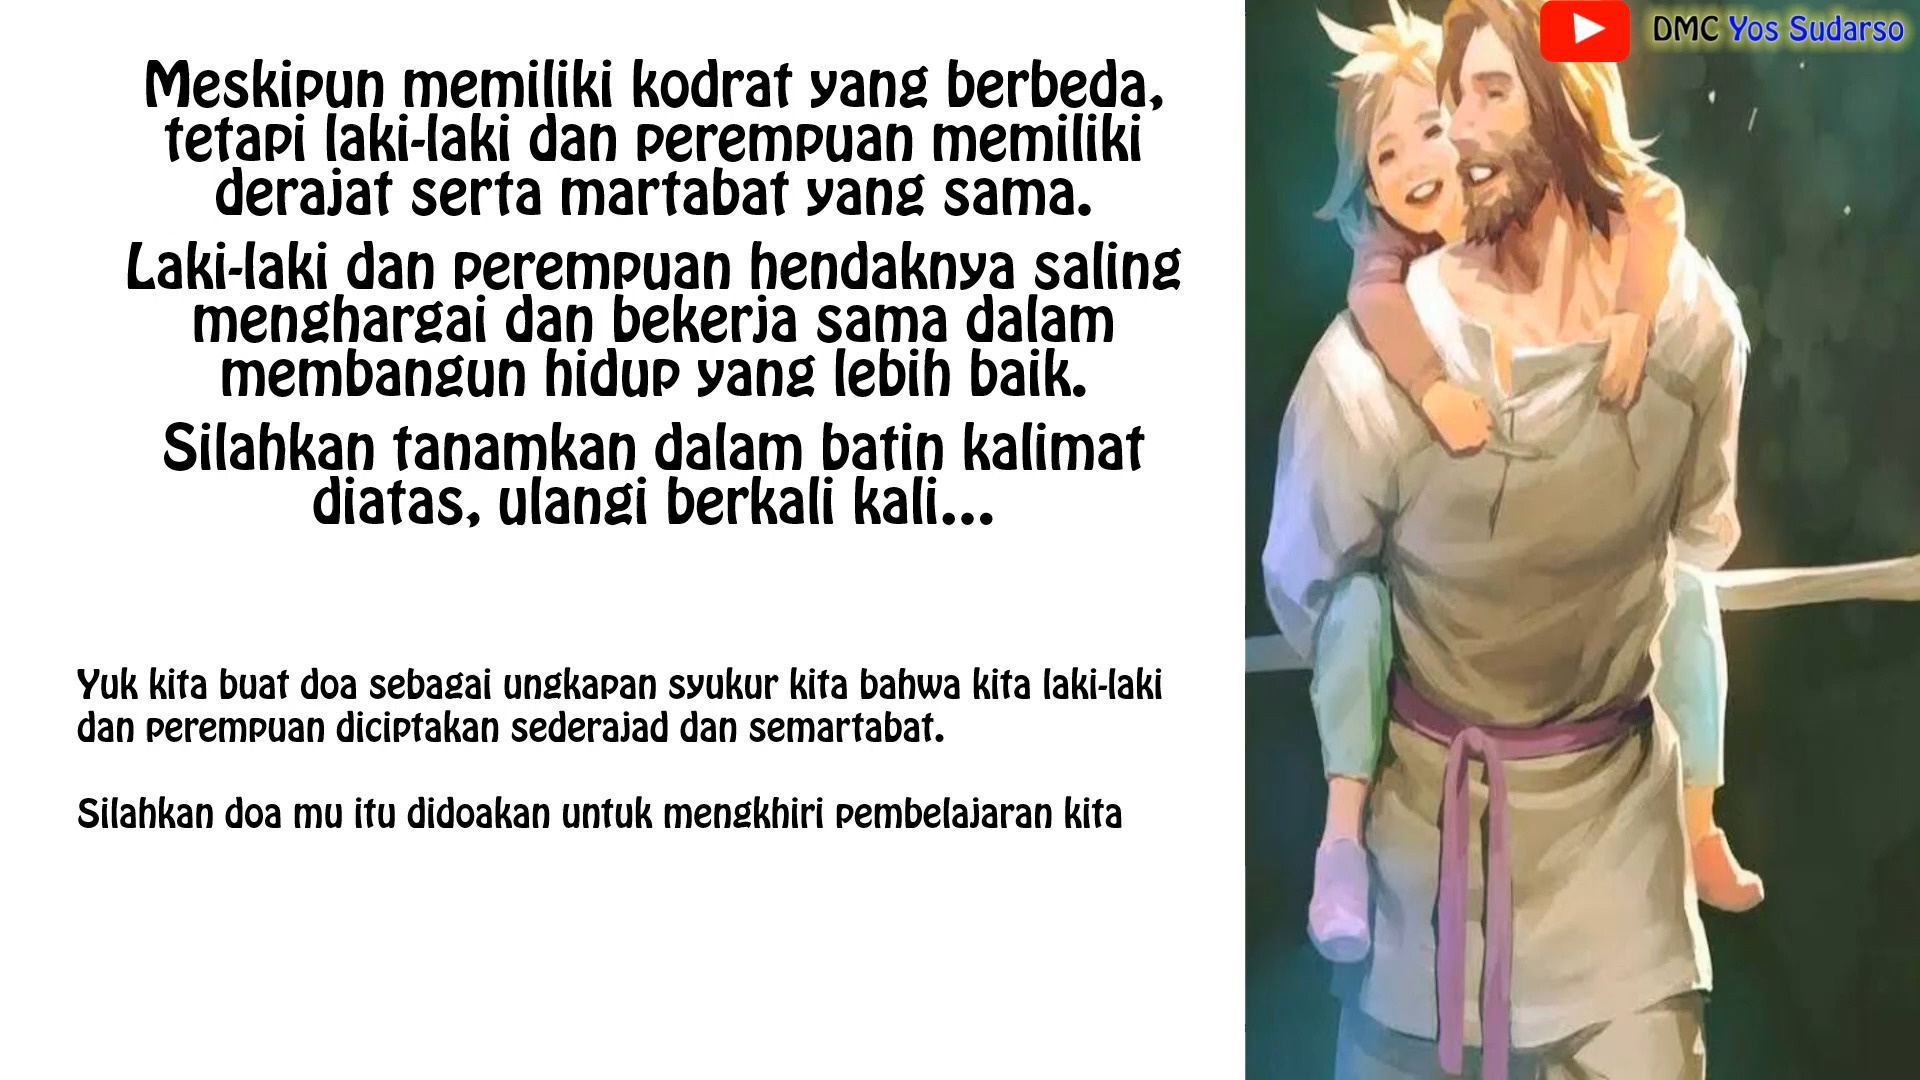 DMC Yos Sudarso
Meskipun memiliki kodrat yang berbeda,
tetapi laki-laki dan perempuan memiliki
derajat serta martabat yang sama.
Laki-laki dan perempuan hendaknya saling
menghargai dan bekerja sama dalam
membangun hidup yang lebih baik.
Silahkan tanamkan dalam batin kalimat
diatas, ulangi berkali kali...
Yuk kita buat doa sebagai ungkapan syukur kita bahwa kita laki-laki
dan perempuan diciptakan sederajad dan semartabat.
Silahkan doa mu itu didoakan untuk mengkhiri pembelajaran kita